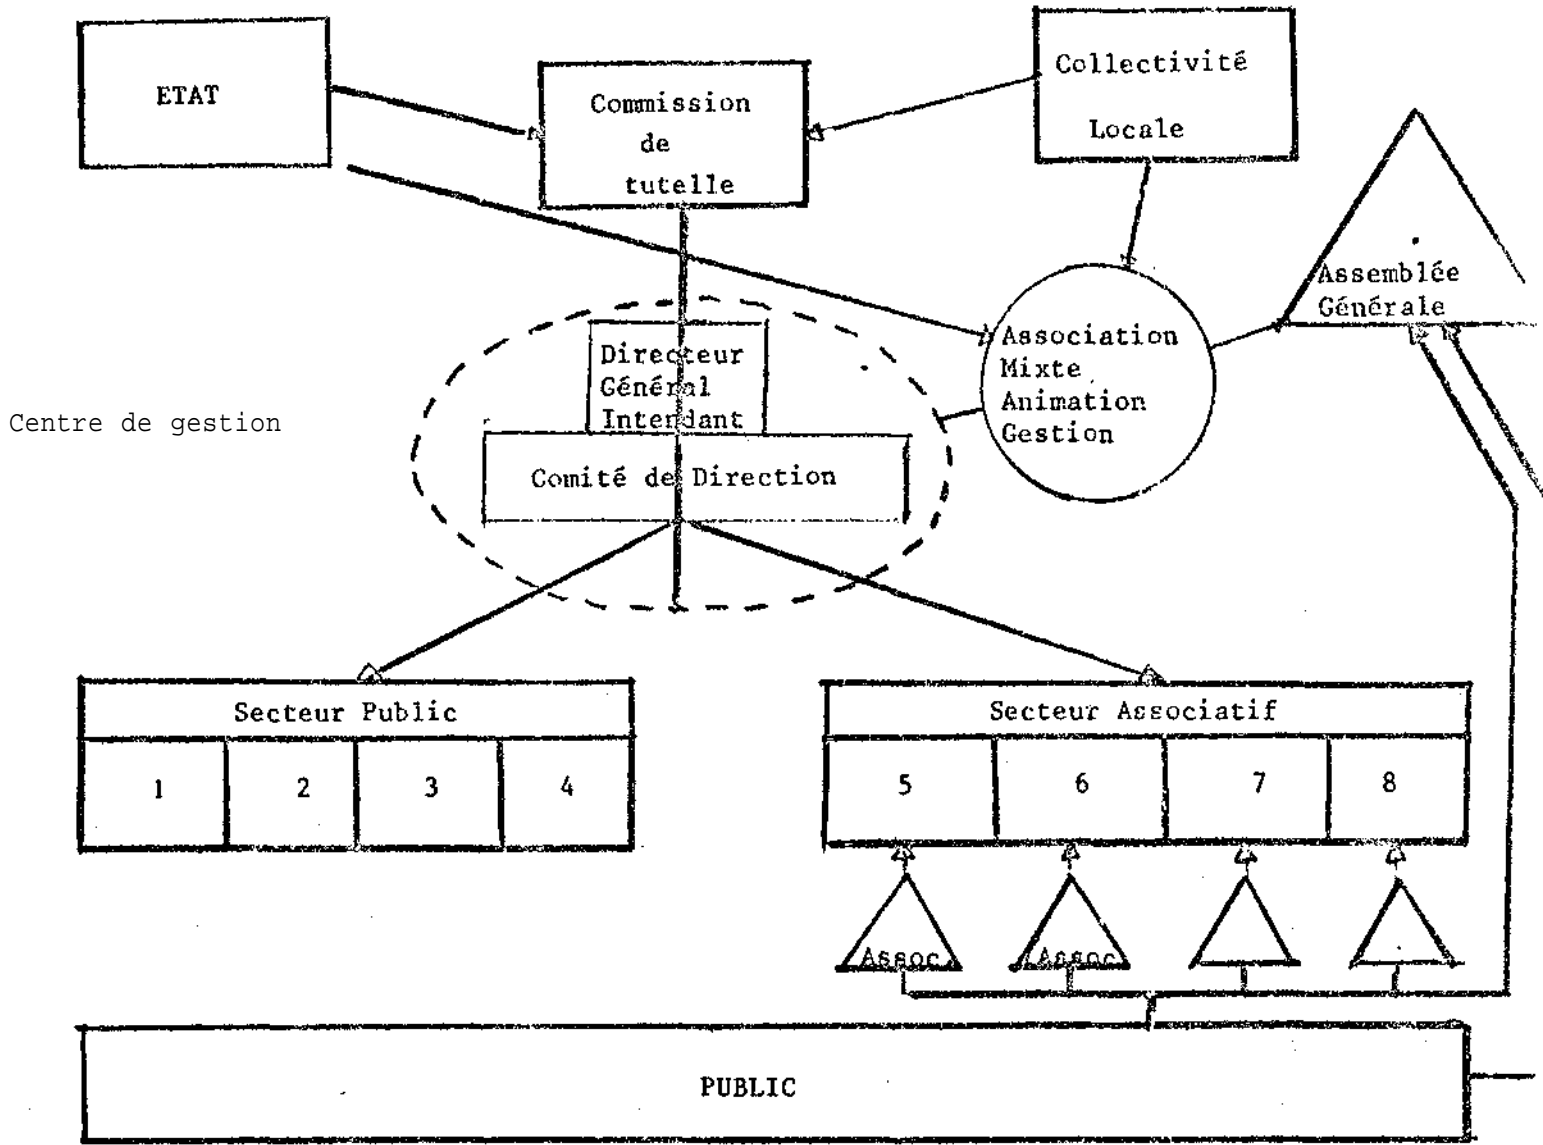 ETAT
Commission
de
tutelle
Collectivité
Locale
Assemblée
Générale
Association
Mixte
Animation
Gestion
Directeur
Général
Intendant
Centre de gestion
Comité de Direction
Secteur Public
1 2 3 4
Secteur Associatif
5 6 7 8
Assoc.
Assoc
PUBLIC